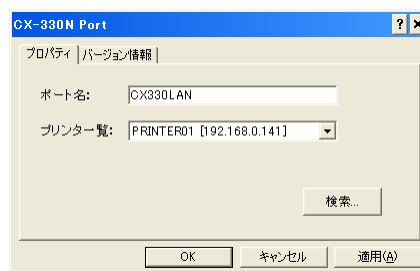 CX-330N Port
プロパティ バージョン情報
ポート名: CX330LAN
プリンター覧: PRINTER01 [192.168.0.141]
検索...
OK キャンセル 適用(A)